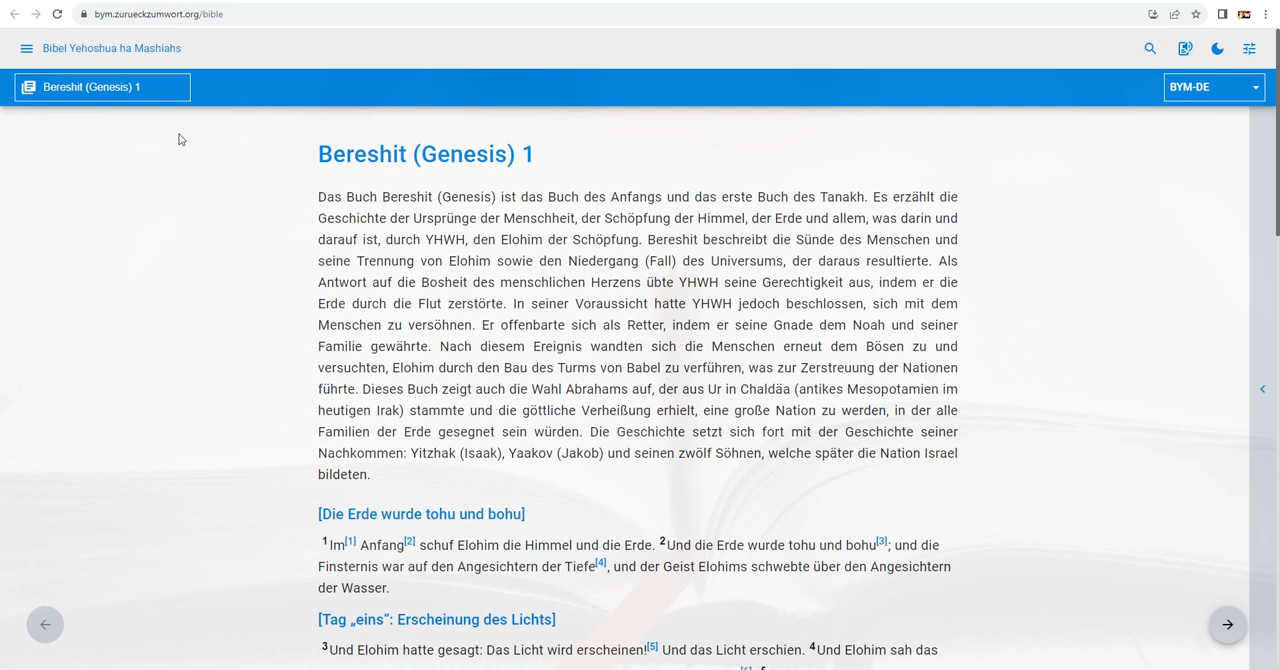 bym.zurueckzumwort.org/bible
Bibel Yehoshua ha Mashiahs
Bereshit (Genesis) 1
BYM-DE
Bereshit (Genesis) 1
Das Buch Bereshit (Genesis) ist das Buch des Anfangs und das erste Buch des Tanakh. Es erzählt die
Geschichte der Ursprünge der Menschheit, der Schöpfung der Himmel, der Erde und allem, was darin und
darauf ist, durch YHWH, den Elohim der Schöpfung. Bereshit beschreibt die Sünde des Menschen und
seine Trennung von Elohim sowie den Niedergang (Fall) des Universums, der daraus resultierte. Als
Antwort auf die Bosheit des menschlichen Herzens übte YHWH seine Gerechtigkeit aus, indem er die
Erde durch die Flut zerstörte. In seiner Voraussicht hatte YHWH jedoch beschlossen, sich mit dem
Menschen zu versöhnen. Er offenbarte sich als Retter, indem er seine Gnade dem Noah und seiner
Familie gewährte. Nach diesem Ereignis wandten sich die Menschen erneut dem Bösen zu und
versuchten, Elohim durch den Bau des Turms von Babel zu verführen, was zur Zerstreuung der Nationen
führte. Dieses Buch zeigt auch die Wahl Abrahams auf, der aus Ur in Chaldäa (antikes Mesopotamien im
heutigen Irak) stammte und die göttliche Verheißung erhielt, eine große Nation zu werden, in der alle
Familien der Erde gesegnet sein würden. Die Geschichte setzt sich fort mit der Geschichte seiner
Nachkommen: Yitzhak (Isaak), Yaakov (Jakob) und seinen zwölf Söhnen, welche später die Nation Israel
bildeten.
[Die Erde wurde tohu und bohu]
1 Im[1] Anfang[2] schuf Elohim die Himmel und die Erde. 2 Und die Erde wurde tohu und bohu[3]; und die
Finsternis war auf den Angesichtern der Tiefe[4], und der Geist Elohims schwebte über den Angesichtern
der Wasser.
[Tag „eins“: Erscheinung des Lichts]
3 Und Elohim hatte gesagt: Das Licht wird erscheinen![5] Und das Licht erschien. 4 Und Elohim sah das